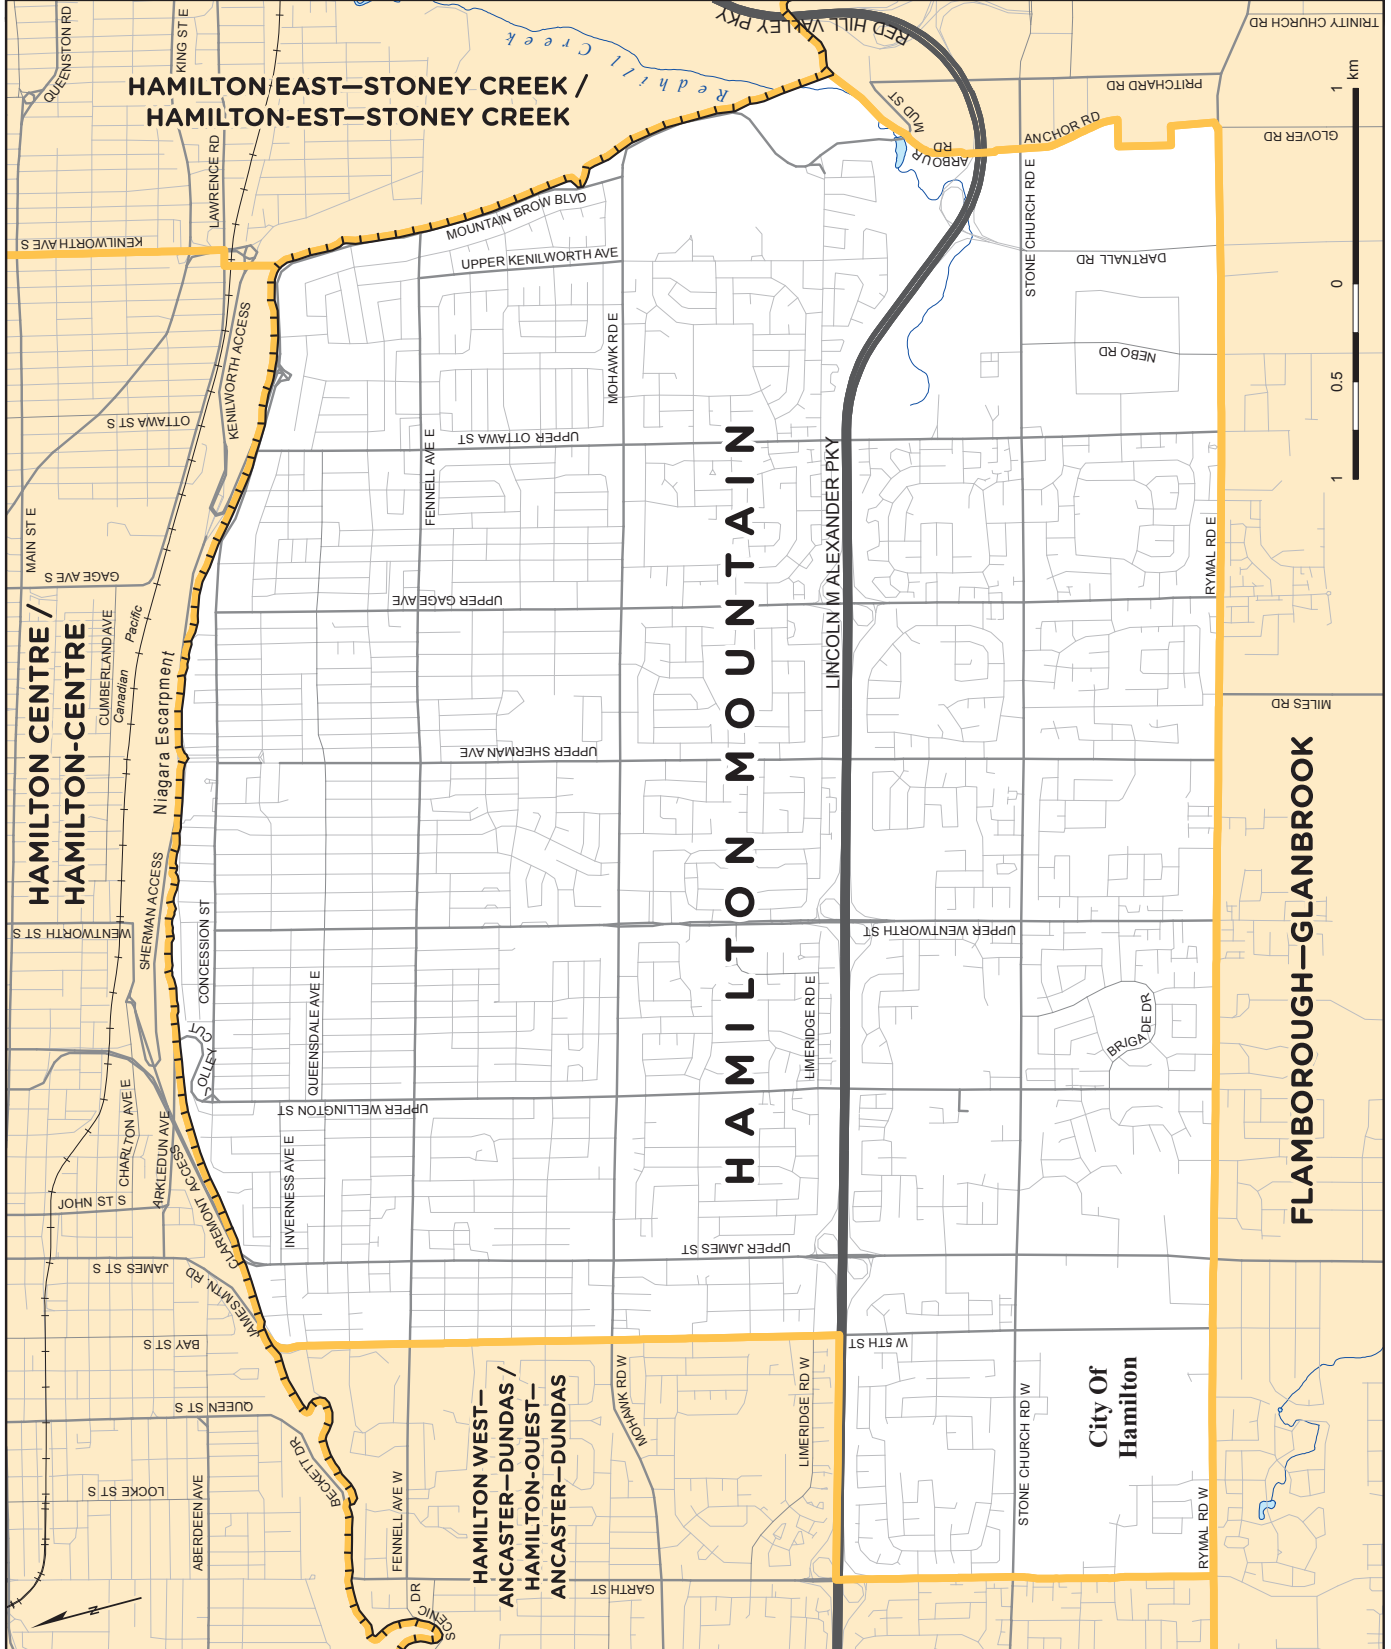 QUEENSTON RD
KING ST E
HAMILTON EAST—STONEY CREEK /
HAMILTON-EST—STONEY CREEK
Redhill Creek
RED HILL VALLEY PKY
TRINITY CHURCH RD
PRITCHARD RD
MUD ST
ANCHOR RD
GLOVER RD
ARBOUR
RD
LAWRENCE RD
KENILWORTH AVE S
MOUNTAIN BROW BLVD
UPPER KENILWORTH AVE
STONE CHURCH RD E
DARTNALL RD
NEBO RD
1 0.5 0 1 km
KENILWORTH ACCESS
MOHAWK RD E
OTTAWA ST S
UPPER OTTAWA ST
FENNELL AVE E
MAIN ST E
GAGE AVE S
UPPER GAGE AVE
LINCOLN M ALEXANDER PKY
RYMAL RD E
HAMILTON CENTRE /
HAMILTON-CENTRE
CUMBERLAND AVE
Canadian Pacific
Niagara Escarpment
HAMILTON MOUNTAIN
UPPER SHERMAN AVE
MILES RD
FLAMBOROUGH—GLANBROOK
SHERMAN ACCESS
WENTWORTH ST S
CONCESSION ST
UPPER WENTWORTH ST
QUEENSDALE AVE E
LIMERIDGE RD E
BRIGADE DR
JOLLEY CUT
UPPER WELLINGTON ST
CHARLTON AVE E
ARKLEDUN AVE
CLAREMONT ACCESS
JOHN ST S
INVERNESS AVE E
UPPER JAMES ST
JAMES ST S
JAMES MTN. RD
BAY ST S
W 5TH ST
QUEEN ST S
BECKETT DR
LOCKE ST S
ABERDEEN AVE
FENNELL AVE W
HAMILTON WEST—
ANCASTER—DUNDAS /
HAMILTON-OUEST—
ANCASTER—DUNDAS
MOHAWK RD W
LIMERIDGE RD W
STONE CHURCH RD W
City Of
Hamilton
RYMAL RD W
GARTH ST
SCENIC DR
N